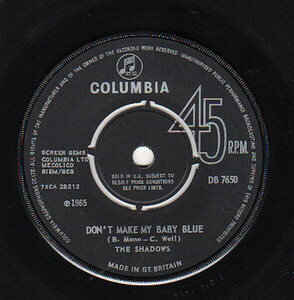 COLUMBIA
45
RPM
SCREEN GEMS
COLUMBIA LTD
MECOLICO
BIEM/NCB
7XCA 28212
℗1965
SOLD IN U.K. SUBJECT TO
RESALE PRICE CONDITIONS
SEE PRICE LISTS.
DB 7650
DON'T MAKE MY BABY BLUE
(B. Mann – C. Weil)
THE SHADOWS
MADE IN GT. BRITAIN